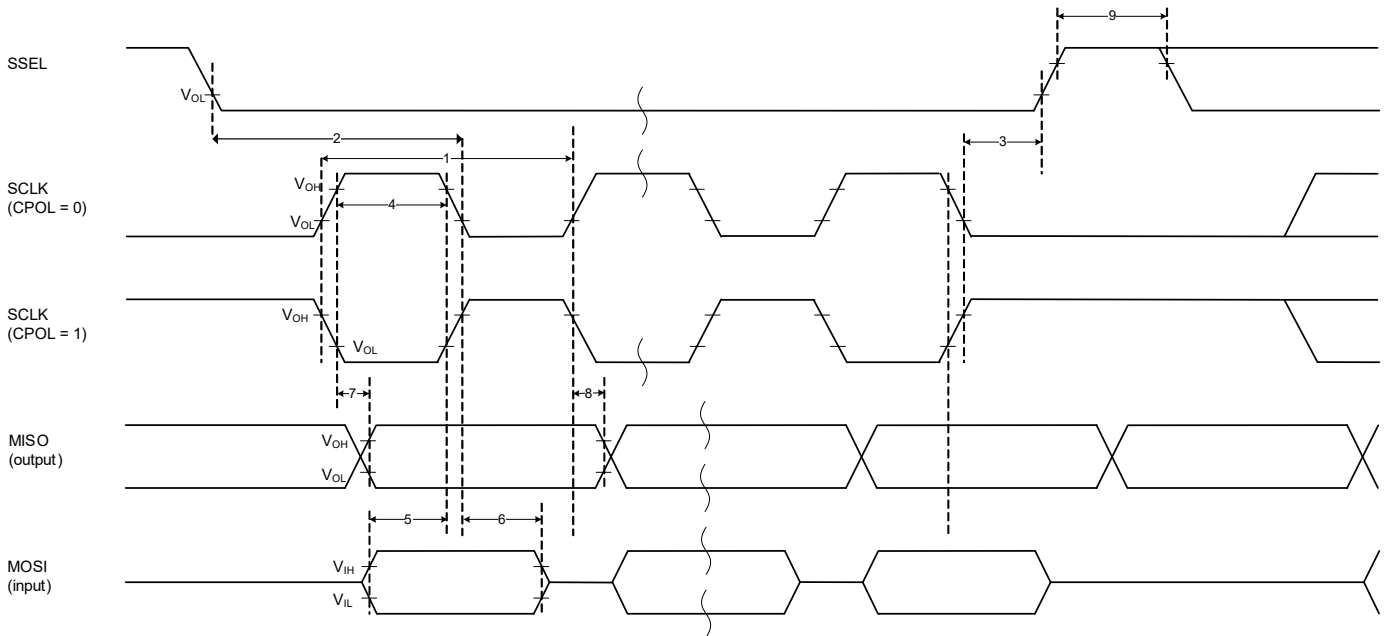 9
SSEL
VOL
2
3
1
SCLK
(CPOL = 0)
VOH
4
VOL
SCLK
(CPOL = 1)
VOH
VOL
7
8
MISO
(output)
VOH
VOL
5
6
MOSI
(input)
VIH
VIL